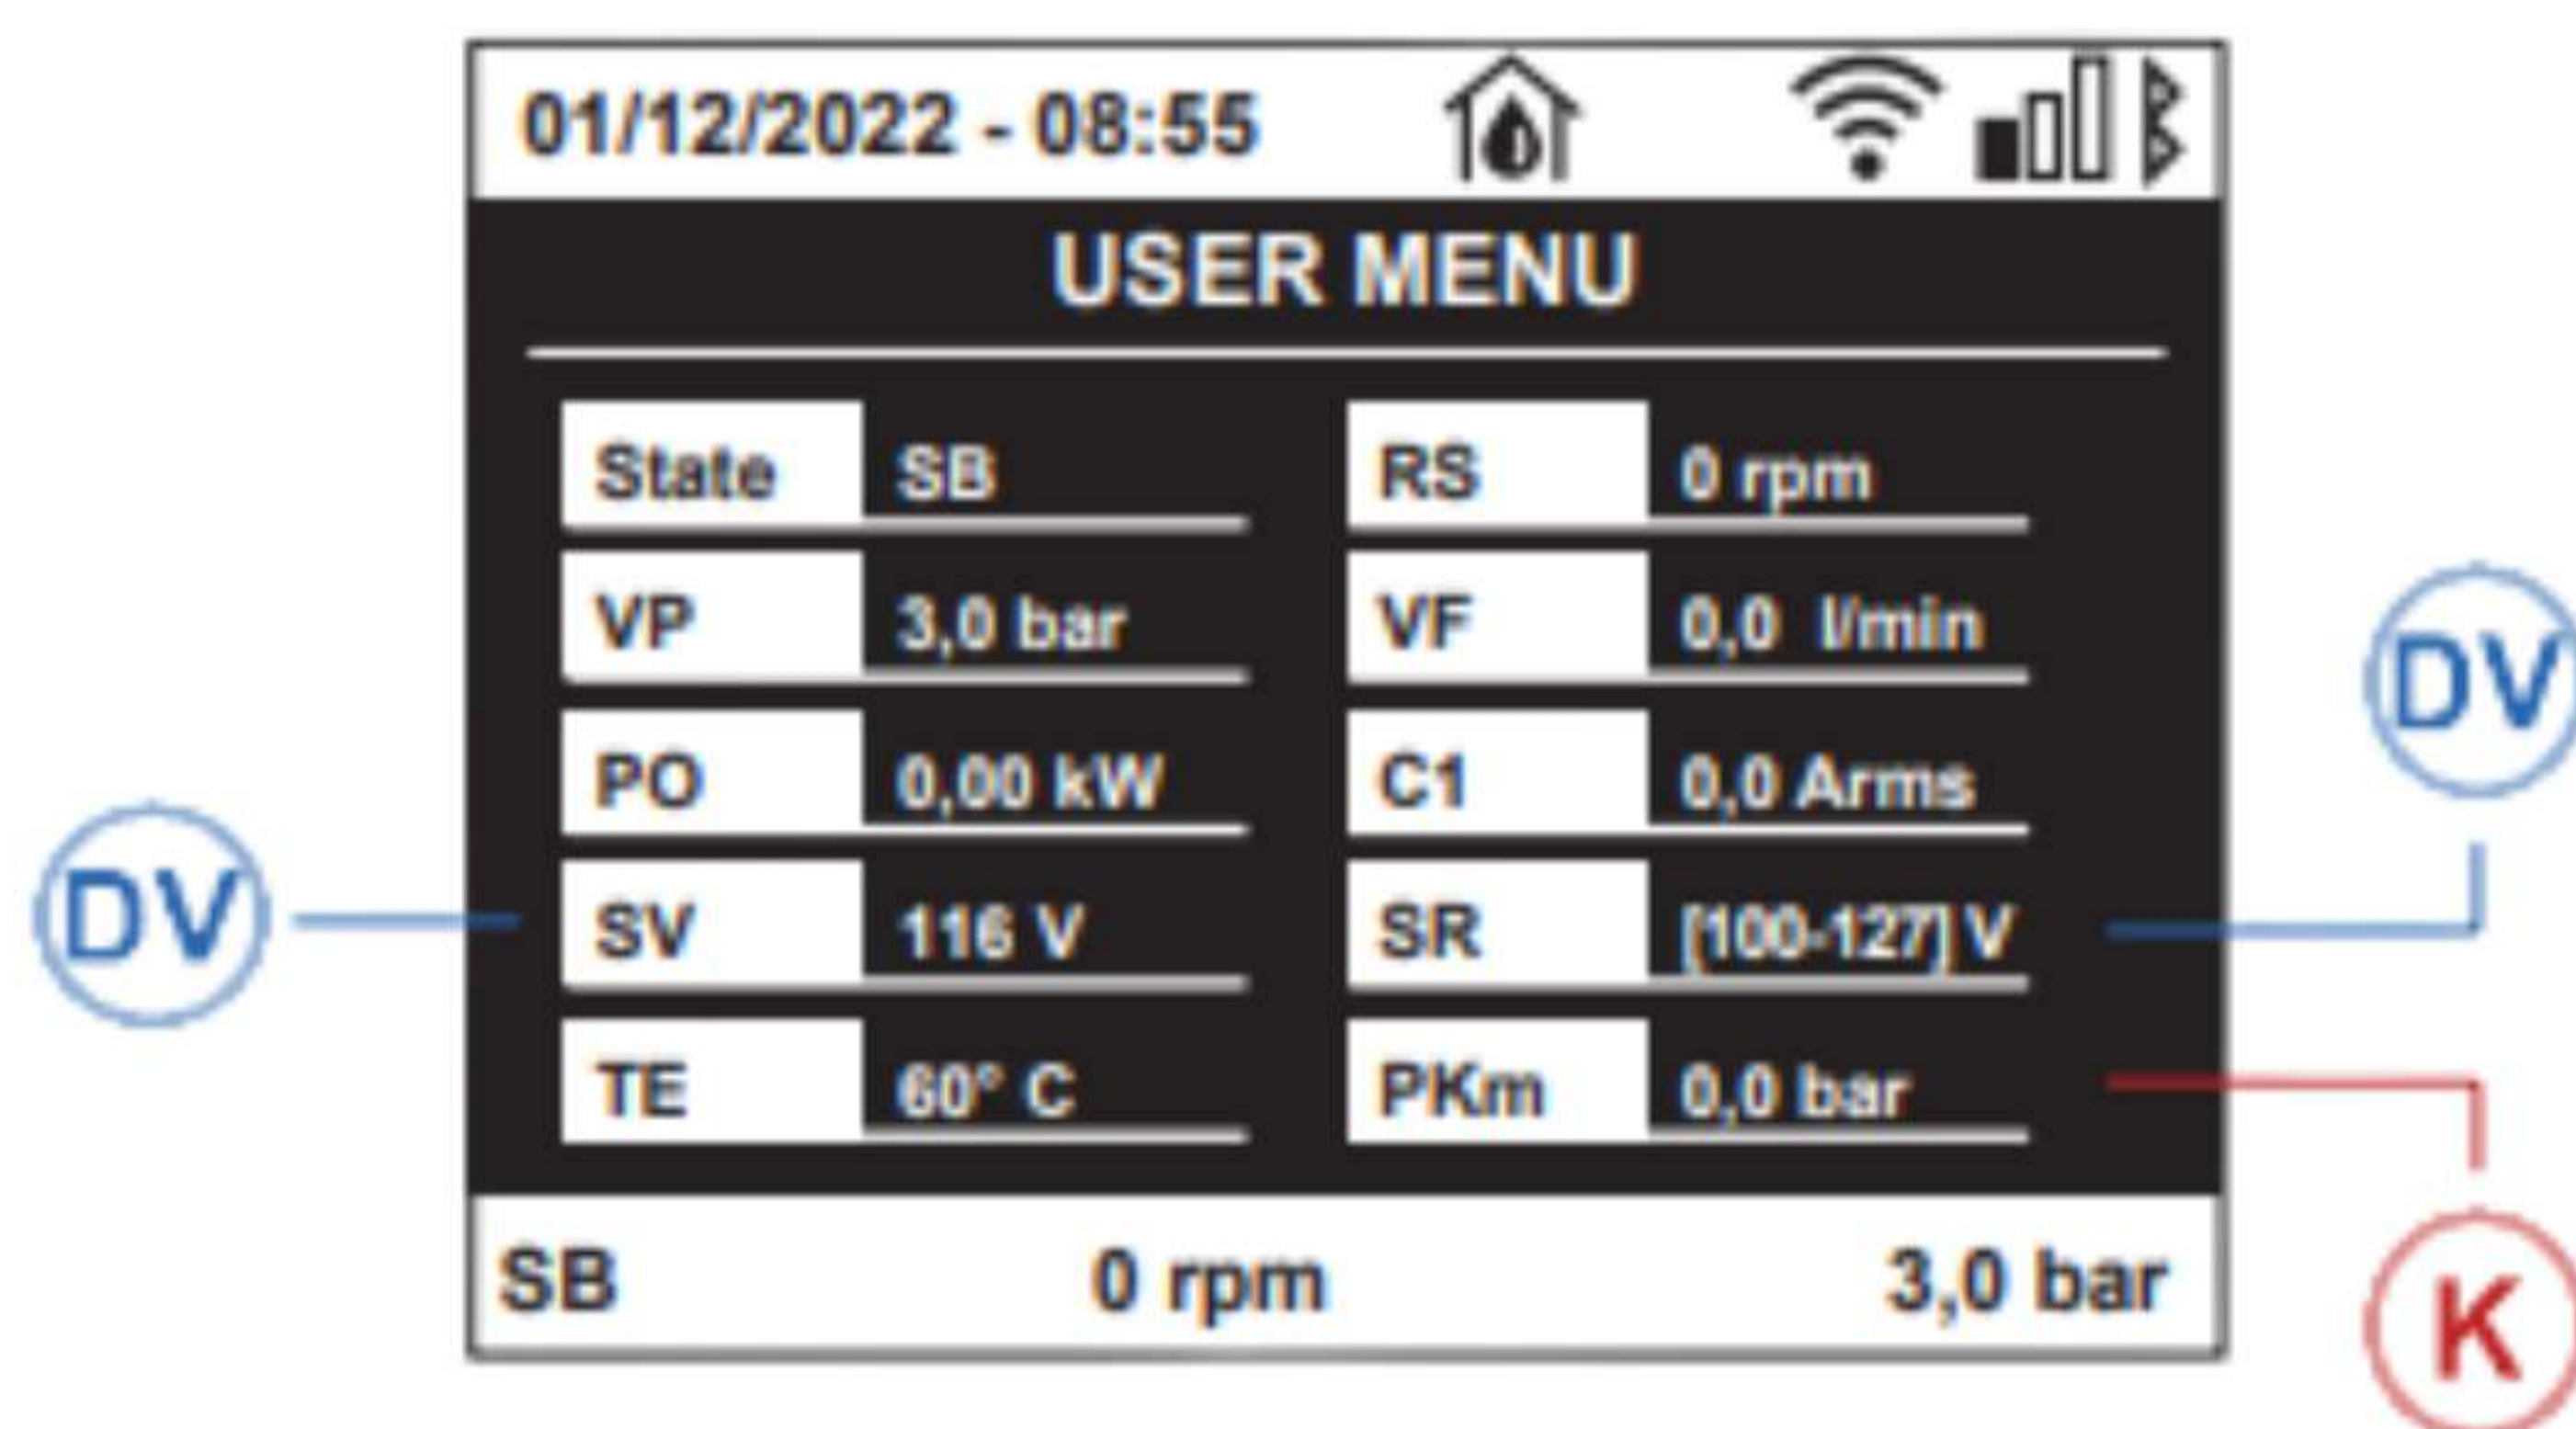 01/12/2022 - 08:55
USER MENU
State SB RS 0 rpm
VP 3,0 bar VF 0,0 l/min
DV
PO 0,00 kW C1 0,0 Arms
DV SV 116 V SR [100-127] V
TE 60° C PKm 0,0 bar
SB 0 rpm 3,0 bar
K